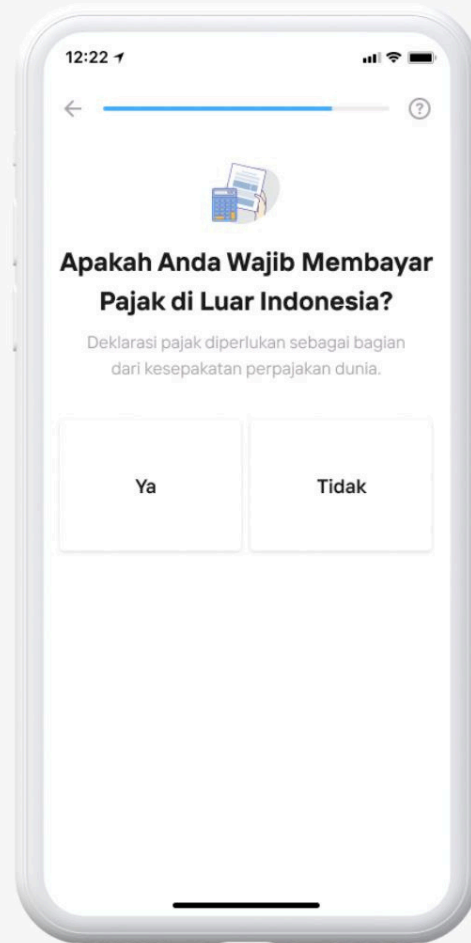 12:22
Apakah Anda Wajib Membayar
Pajak di Luar Indonesia?
Deklarasi pajak diperlukan sebagai bagian
dari kesepakatan perpajakan dunia.
Ya
Tidak